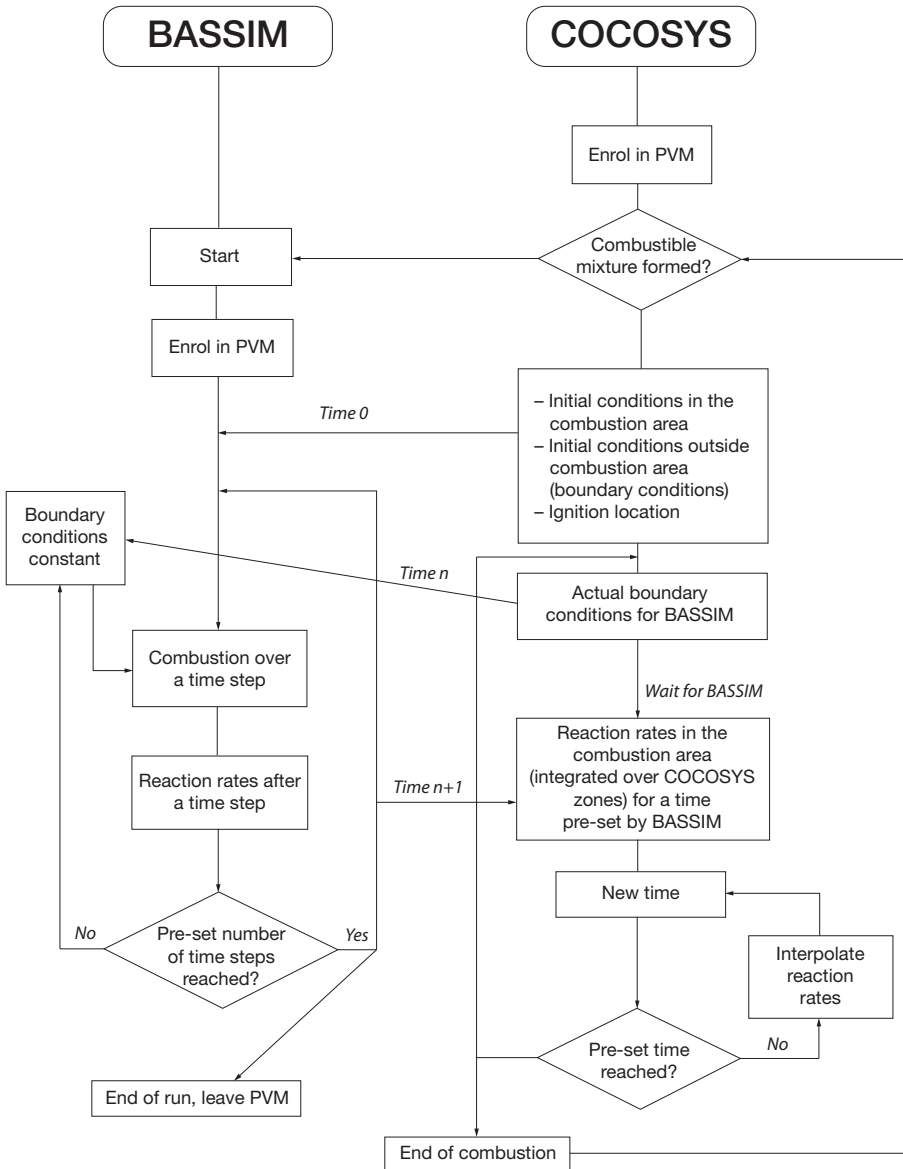 BASSIM
COCOSYS
Enrol in PVM
Start
Combustible
mixture formed?
Enrol in PVM
Time 0
– Initial conditions in the
combustion area
– Initial conditions outside
combustion area
(boundary conditions)
– Ignition location
Boundary
conditions
constant
Time n
Actual boundary
conditions for BASSIM
Combustion over
a time step
Wait for BASSIM
Reaction rates after
a time step
Time n+1
Reaction rates in the
combustion area
(integrated over COCOSYS
zones) for a time
pre-set by BASSIM
New time
No
Pre-set number
of time steps
reached?
Yes
Interpolate
reaction
rates
Pre-set time
reached?
No
End of run, leave PVM
End of combustion